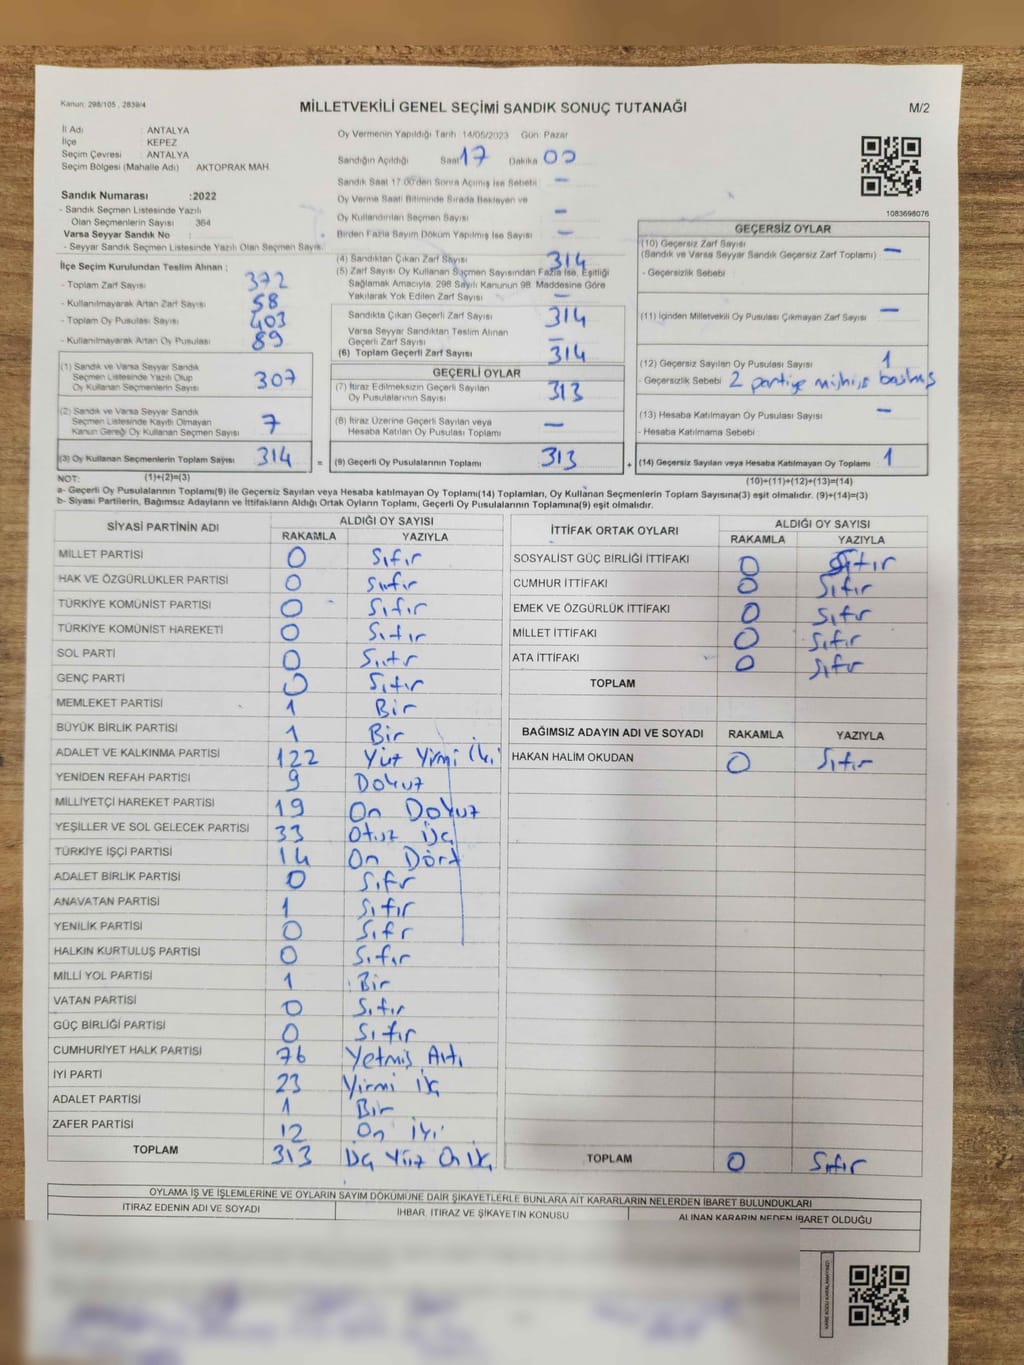 Kanun: 298/105 , 2839/4
MİLLETVEKİLİ GENEL SEÇİMİ SANDIK SONUÇ TUTANAĞI
M/2
İl Adı : ANTALYA
İlçe : KEPEZ
Seçim Çevresi : ANTALYA
Seçim Bölgesi (Mahalle Adı) AKTOPRAK MAH
Sandık Numarası :2022
- Sandık Seçmen Listesinde Yazılı
Olan Seçmenlerin Sayısı : 364
Varsa Seyyar Sandık No :
- Seyyar Sandık Seçmen Listesinde Yazılı Olan Seçmen Sayısı:
Oy Vermenin Yapıldığı Tarih 14/05/2023 Gün: Pazar
Sandığın Açıldığı Saat 17 Dakika 00
Sandık Saat 17.00'den Sonra Açılmış İse Sebebi –
Oy Verme Saati Bitiminde Sırada Bekleyen ve
Oy Kullandırılan Seçmen Sayısı –
Birden Fazla Sayım Döküm Yapılmış İse Sayısı –
1083698076
İlçe Seçim Kurulundan Teslim Alınan :
- Toplam Zarf Sayısı 372
- Kullanılmayarak Artan Zarf Sayısı 58
- Toplam Oy Pusulası Sayısı 403
- Kullanılmayarak Artan Oy Pusulası 89
(1) Sandık ve Varsa Seyyar Sandık
Seçmen Listesinde Yazılı Olup
Oy Kullanan Seçmenlerin Sayısı 307
(2) Sandık ve Varsa Seyyar Sandık
Seçmen Listesinde Kayıtlı Olmayan
Kanun Gereği Oy Kullanan Seçmen Sayısı 7
(3) Oy Kullanan Seçmenlerin Toplam Sayısı 314 =
(1)+(2)=(3)
(4) Sandıktan Çıkan Zarf Sayısı 314
(5) Zarf Sayısı Oy Kullanan Seçmen Sayısından Fazla İse, Eşitliği
Sağlamak Amacıyla, 298 Sayılı Kanunun 98. Maddesine Göre
Yakılarak Yok Edilen Zarf Sayısı –
Sandıkta Çıkan Geçerli Zarf Sayısı 314
Varsa Seyyar Sandıktan Teslim Alınan
Geçerli Zarf Sayısı –
(6) Toplam Geçerli Zarf Sayısı 314
GEÇERLİ OYLAR
(7) İtiraz Edilmeksizin Geçerli Sayılan
Oy Pusulalarının Sayısı 313
(8) İtiraz Üzerine Geçerli Sayılan veya
Hesaba Katılan Oy Pusulası Toplamı –
(9) Geçerli Oy Pusulalarının Toplamı 313 +
GEÇERSİZ OYLAR
(10) Geçersiz Zarf Sayısı
(Sandık ve Varsa Seyyar Sandık Geçersiz Zarf Toplamı) –
- Geçersizlik Sebebi :
(11) İçinden Milletvekili Oy Pusulası Çıkmayan Zarf Sayısı –
(12) Geçersiz Sayılan Oy Pusulası Sayısı 1
- Geçersizlik Sebebi : 2 partiye
(13) Hesaba Katılmayan Oy Pusulası Sayısı –
- Hesaba Katılmama Sebebi :
(14) Geçersiz Sayılan veya Hesaba Katılmayan Oy Toplamı 1
(10)+(11)+(12)+(13)=(14)
NOT:
a- Geçerli Oy Pusulalarının Toplamı(9) ile Geçersiz Sayılan veya Hesaba katılmayan Oy Toplamı(14) Toplamları, Oy Kullanan Seçmenlerin Toplam Sayısına(3) eşit olmalıdır. (9)+(14)=(3)
b- Siyasi Partilerin, Bağımsız Adayların ve İttifakların Aldığı Ortak Oyların Toplamı, Geçerli Oy Pusulalarının Toplamına(9) eşit olmalıdır.
SİYASİ PARTİNİN ADI ALDIĞI OY SAYISI
RAKAMLA YAZIYLA
MİLLET PARTİSİ 0 Sıfır
HAK VE ÖZGÜRLÜKLER PARTİSİ 0 Sıfır
TÜRKİYE KOMÜNİST PARTİSİ 0 Sıfır
TÜRKİYE KOMÜNİST HAREKETİ 0 Sıfır
SOL PARTİ 0 Sıfır
GENÇ PARTİ 0 Sıfır
MEMLEKET PARTİSİ 1 Bir
BÜYÜK BİRLİK PARTİSİ 1 Bir
ADALET VE KALKINMA PARTİSİ 122 Yüz Yirmi İki
YENİDEN REFAH PARTİSİ 9 Dokuz
MİLLİYETÇİ HAREKET PARTİSİ 19 On Dokuz
YEŞİLLER VE SOL GELECEK PARTİSİ 33 Otuz Üç
TÜRKİYE İŞÇİ PARTİSİ 14 On Dört
ADALET BİRLİK PARTİSİ 0 Sıfır
ANAVATAN PARTİSİ 1 Sıfır
YENİLİK PARTİSİ 0 Sıfır
HALKIN KURTULUŞ PARTİSİ 0 Sıfır
MİLLİ YOL PARTİSİ 1 Bir
VATAN PARTİSİ 0 Sıfır
GÜÇ BİRLİĞİ PARTİSİ 0 Sıfır
CUMHURİYET HALK PARTİSİ 76 Yetmiş Altı
İYİ PARTİ 23 Yirmi Üç
ADALET PARTİSİ 1 Bir
ZAFER PARTİSİ 12 On İki
TOPLAM 313 Üç Yüz On Üç
İTTİFAK ORTAK OYLARI ALDIĞI OY SAYISI
RAKAMLA YAZIYLA
SOSYALİST GÜÇ BİRLİĞİ İTTİFAKI 0 Sıfır
CUMHUR İTTİFAKI 0 Sıfır
EMEK VE ÖZGÜRLÜK İTTİFAKI 0 Sıfır
MİLLET İTTİFAKI 0 Sıfır
ATA İTTİFAKI 0 Sıfır
TOPLAM
BAĞIMSIZ ADAYIN ADI VE SOYADI RAKAMLA YAZIYLA
HAKAN HALİM OKUDAN 0 Sıfır
TOPLAM 0 Sıfır
OYLAMA İŞ VE İŞLEMLERİNE VE OYLARIN SAYIM DÖKÜMÜNE DAİR ŞİKAYETLERLE BUNLARA AİT KARARLARIN NELERDEN İBARET BULUNDUKLARI
İTİRAZ EDENİN ADI VE SOYADI İHBAR, İTİRAZ VE ŞİKAYETİN KONUSU ALINAN KARARIN NEDEN İBARET OLDUĞU